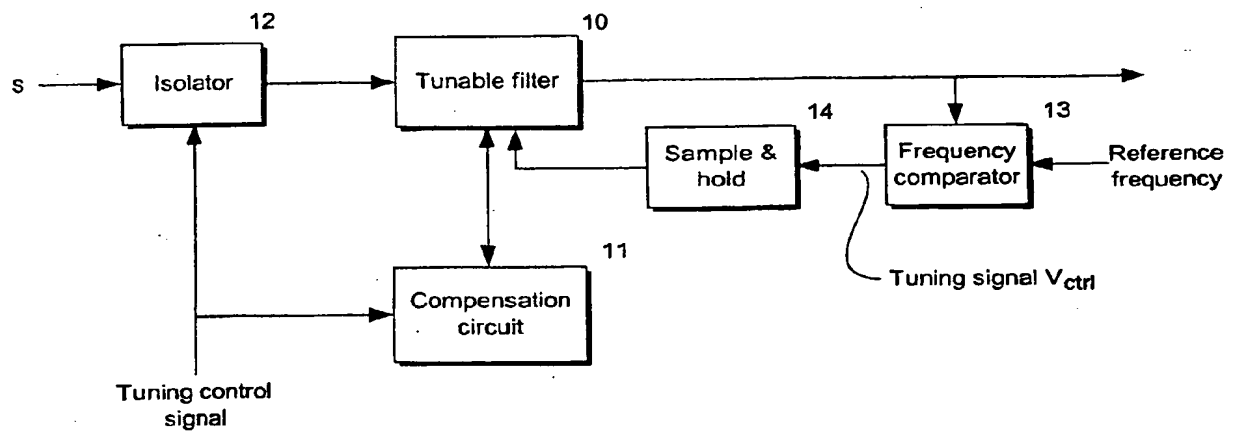 12
10
S
Isolator
Tunable filter
14
13
Sample &
hold
Frequency
comparator
Reference
frequency
11
Tuning signal Vctrl
Compensation
circuit
Tuning control
signal